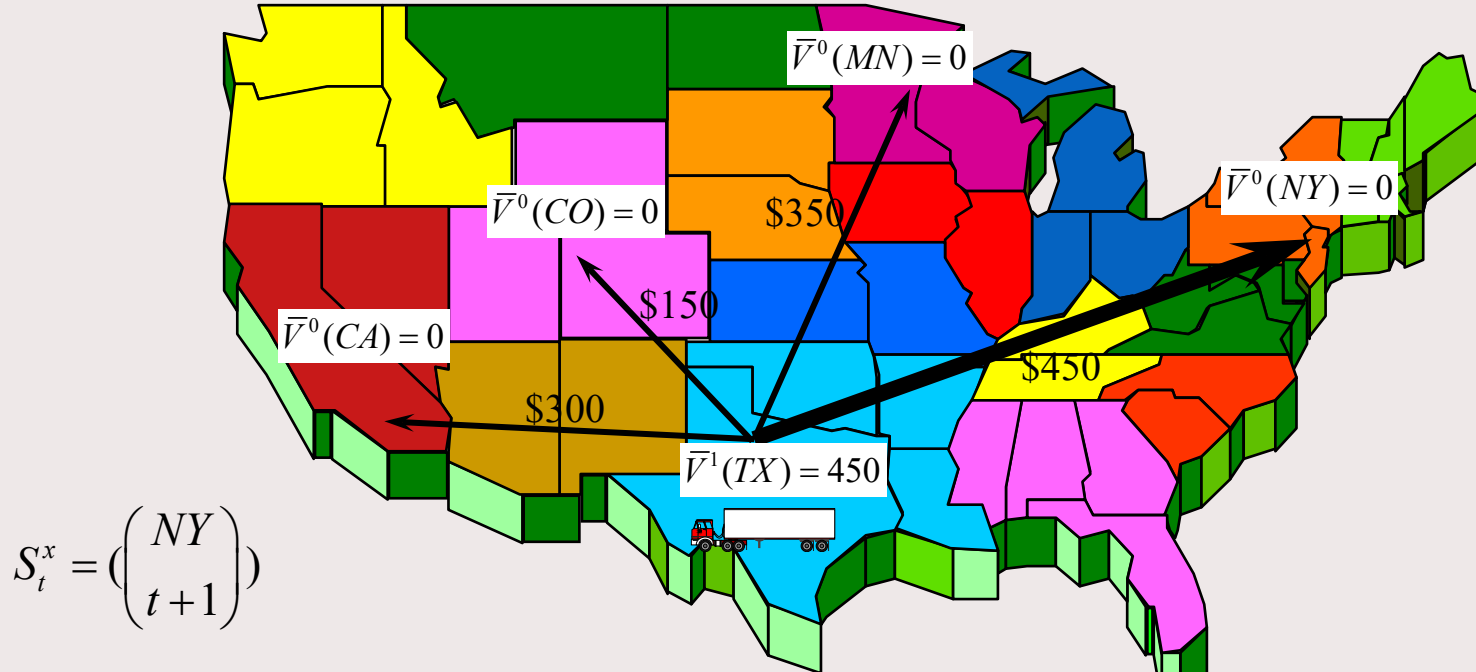 V̅⁰(MN) = 0
V̅⁰(NY) = 0
V̅⁰(CO) = 0
$350
$150
V̅⁰(CA) = 0
$450
$300
V̅¹(TX) = 450
Sₜˣ = ((NY
t + 1))